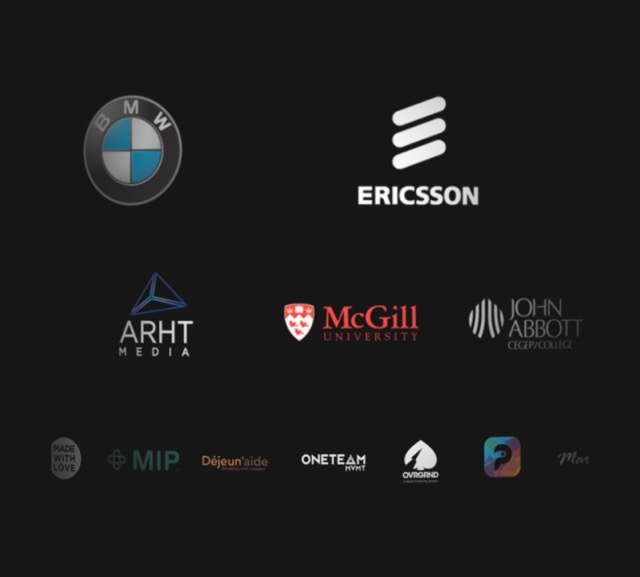 BMW
ERICSSON
ARHT
MEDIA
McGill
UNIVERSITY
JOHN
ABBOTT
CEGEP/COLLEGE
MADE
WITH
LOVE
MIP
Déjeun'aide
ONETEAM
MVMT
OVRGRND
Mar